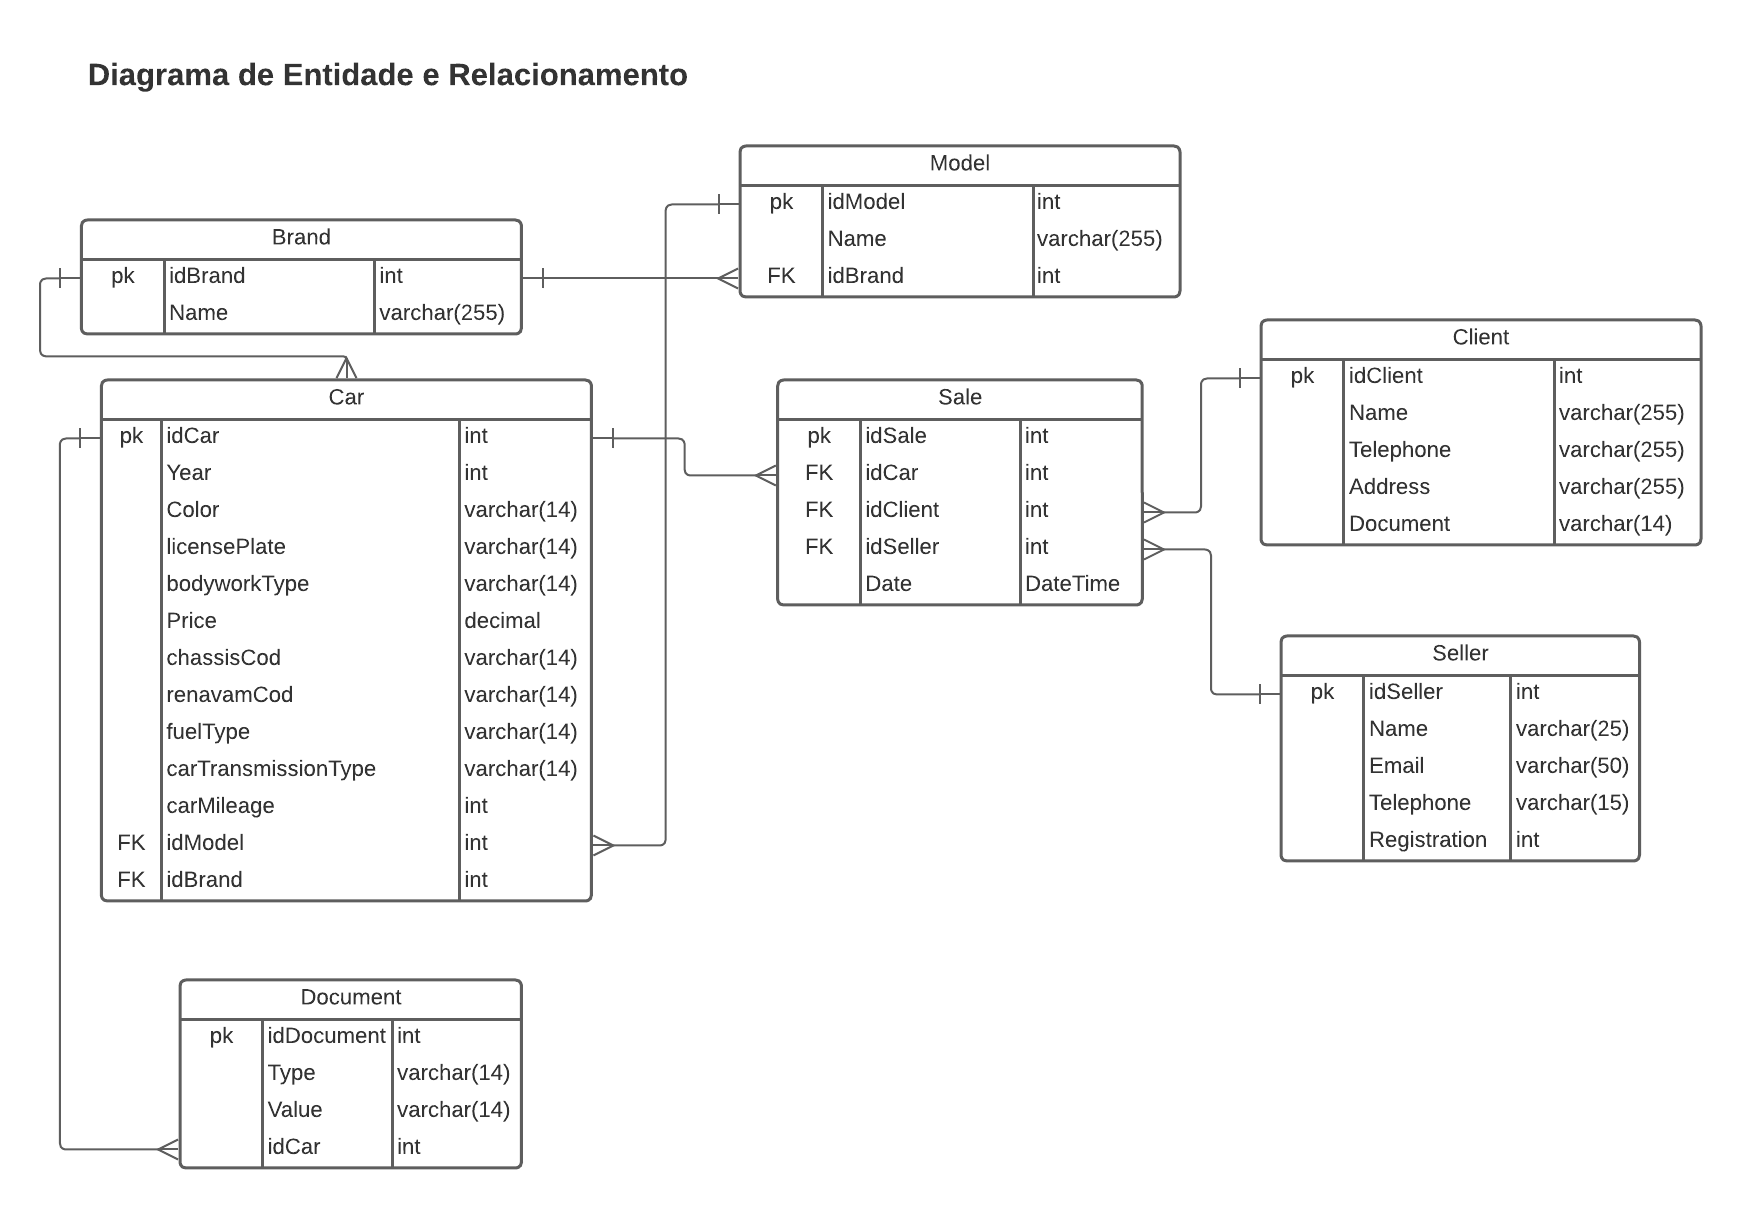 Diagrama de Entidade e Relacionamento
Model
pk idModel int
Name varchar(255)
FK idBrand int
Brand
pk idBrand int
Name varchar(255)
Client
pk idClient int
Name varchar(255)
Telephone varchar(255)
Address varchar(255)
Document varchar(14)
Car
pk idCar int
Year int
Color varchar(14)
licensePlate varchar(14)
bodyworkType varchar(14)
Price decimal
chassisCod varchar(14)
renavamCod varchar(14)
fuelType varchar(14)
carTransmissionType varchar(14)
carMileage int
FK idModel int
FK idBrand int
Sale
pk idSale int
FK idCar int
FK idClient int
FK idSeller int
Date DateTime
Seller
pk idSeller int
Name varchar(25)
Email varchar(50)
Telephone varchar(15)
Registration int
Document
pk idDocument int
Type varchar(14)
Value varchar(14)
idCar int